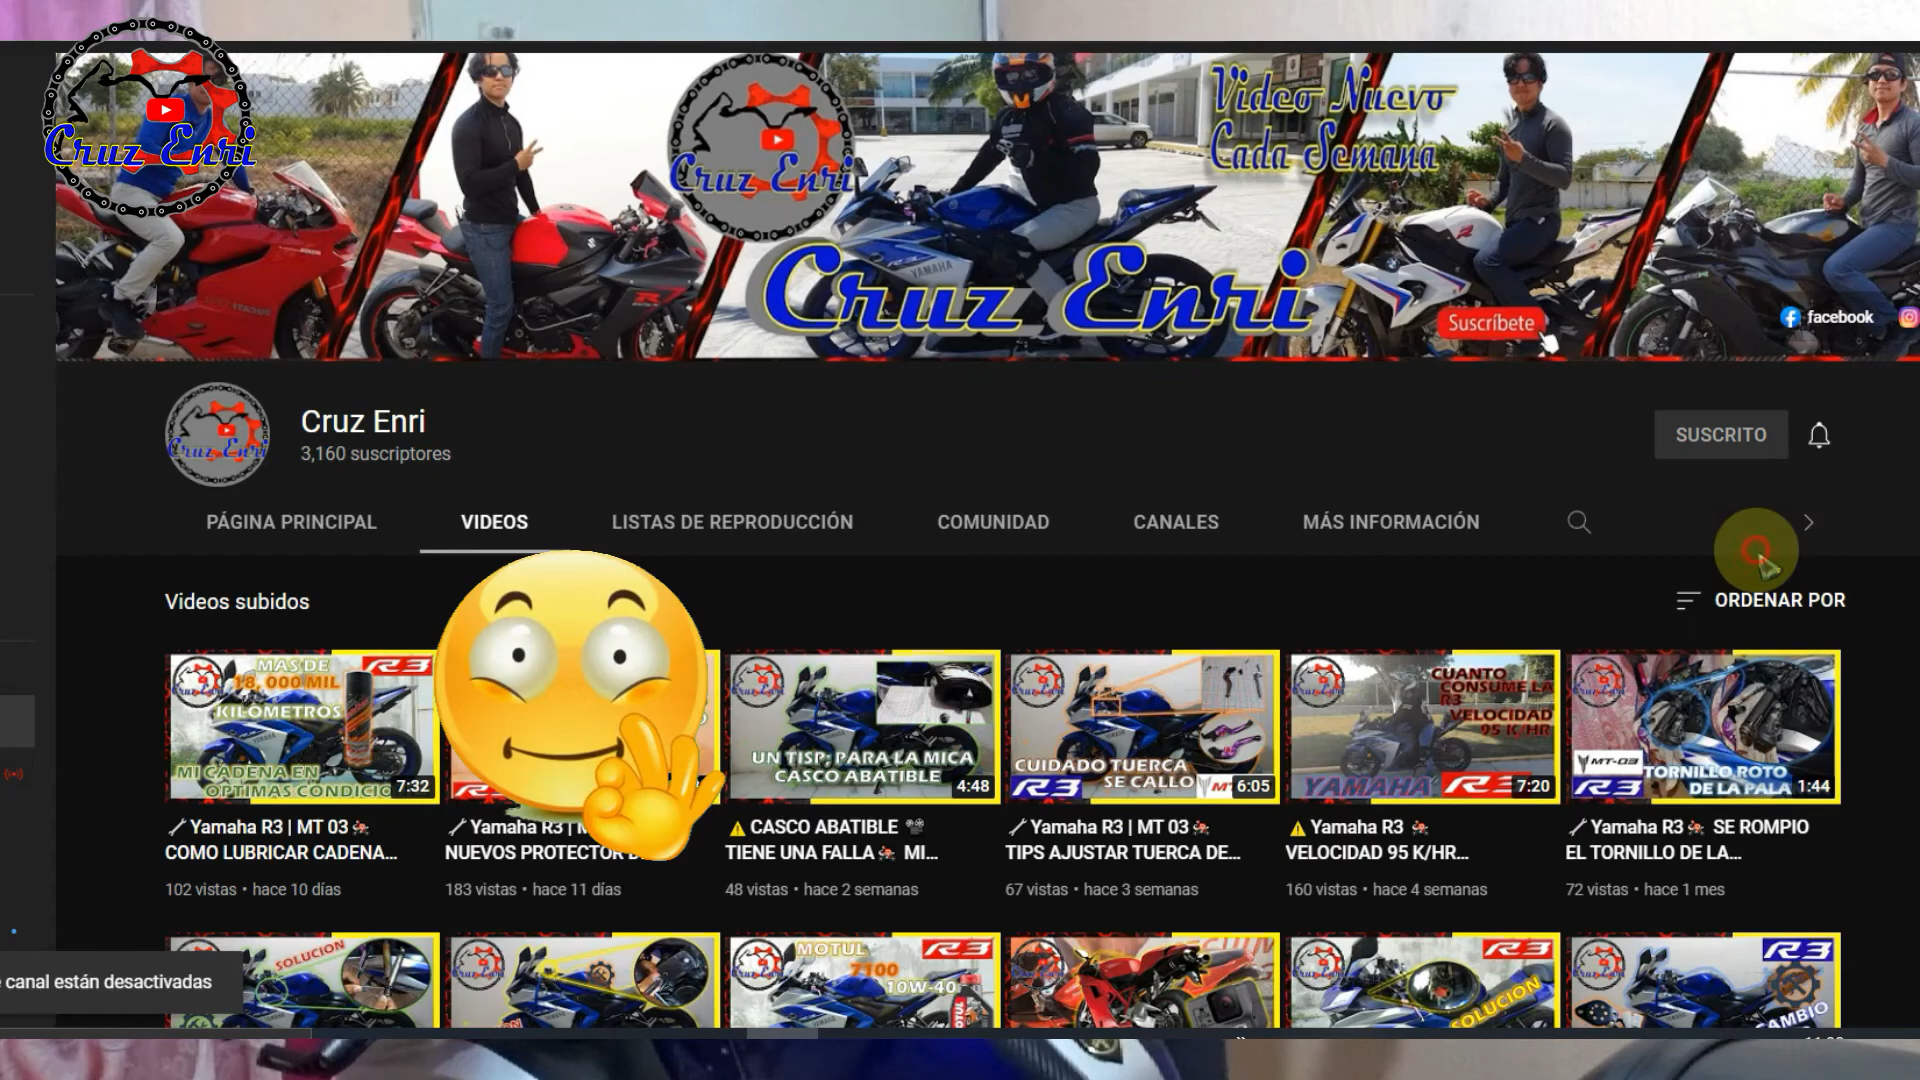 Cruz Enri
Cruz Enri
Video Nuevo
Cada Semana
YAMAHA
Cruz Enri
Suscríbete
facebook
Cruz Enri
Cruz Enri
3,160 suscriptores
SUSCRITO
PÁGINA PRINCIPAL
VIDEOS
LISTAS DE REPRODUCCIÓN
COMUNIDAD
CANALES
MÁS INFORMACIÓN
Videos subidos
ORDENAR POR
MAS DE
18, 000 MIL
KILOMETROS
R3
MI CADENA EN
OPTIMAS CONDICIO
7:32
UN TISP; PARA LA MICA
CASCO ABATIBLE
4:48
CUIDADO TUERCA
SE CALLO
R3
6:05
CUANTO
CONSUME LA
R3
VELOCIDAD
95 K/HR
YAMAHA R3
7:20
MT-03
R3
TORNILLO ROTO
DE LA PALA
1:44
Yamaha R3 | MT 03
COMO LUBRICAR CADENA...
102 vistas • hace 10 días
Yamaha R3 |
NUEVOS PROTECTOR
183 vistas • hace 11 días
CASCO ABATIBLE
TIENE UNA FALLA MI...
48 vistas • hace 2 semanas
Yamaha R3 | MT 03
TIPS AJUSTAR TUERCA DE...
67 vistas • hace 3 semanas
Yamaha R3
VELOCIDAD 95 K/HR...
160 vistas • hace 4 semanas
Yamaha R3 SE ROMPIO
EL TORNILLO DE LA...
72 vistas • hace 1 mes
SOLUCION
MOTUL
7100
10W-40
R3
R3
SOLUCION
R3
CAMBIO
canal están desactivadas